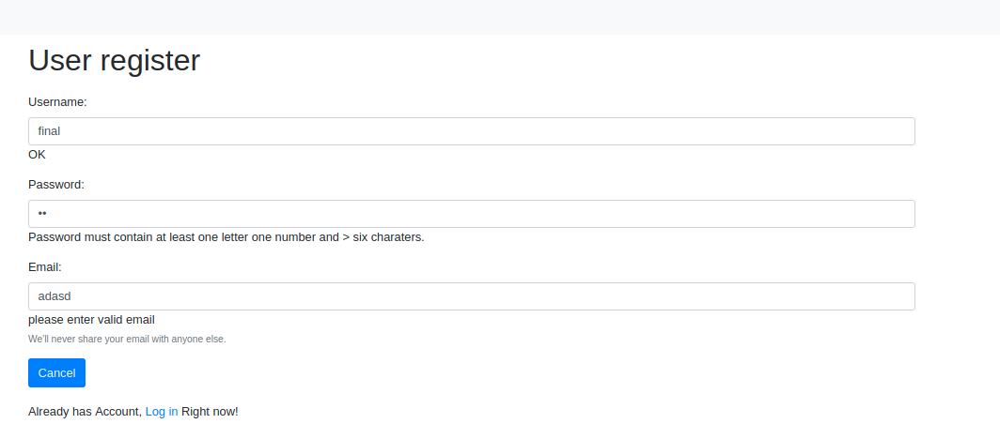 User register
Username:
final
OK
Password:
••
Password must contain at least one letter one number and > six charaters.
Email:
adasd
please enter valid email
We'll never share your email with anyone else.
Cancel
Already has Account, Log in Right now!